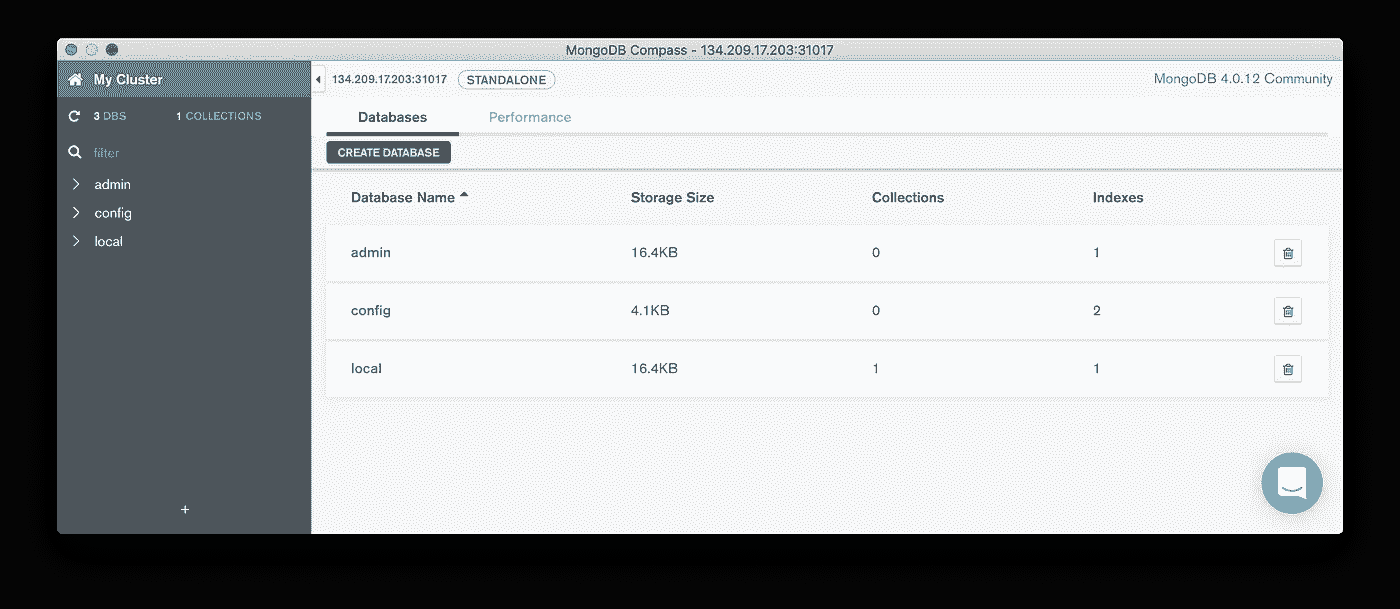 MongoDB Compass - 134.209.17.203:31017
My Cluster
3 DBS 1 COLLECTIONS
filter
admin
config
local
+
134.209.17.203:31017 STANDALONE MongoDB 4.0.12 Community
Databases Performance
CREATE DATABASE
Database Name Storage Size Collections Indexes
admin 16.4KB 0 1
config 4.1KB 0 2
local 16.4KB 1 1